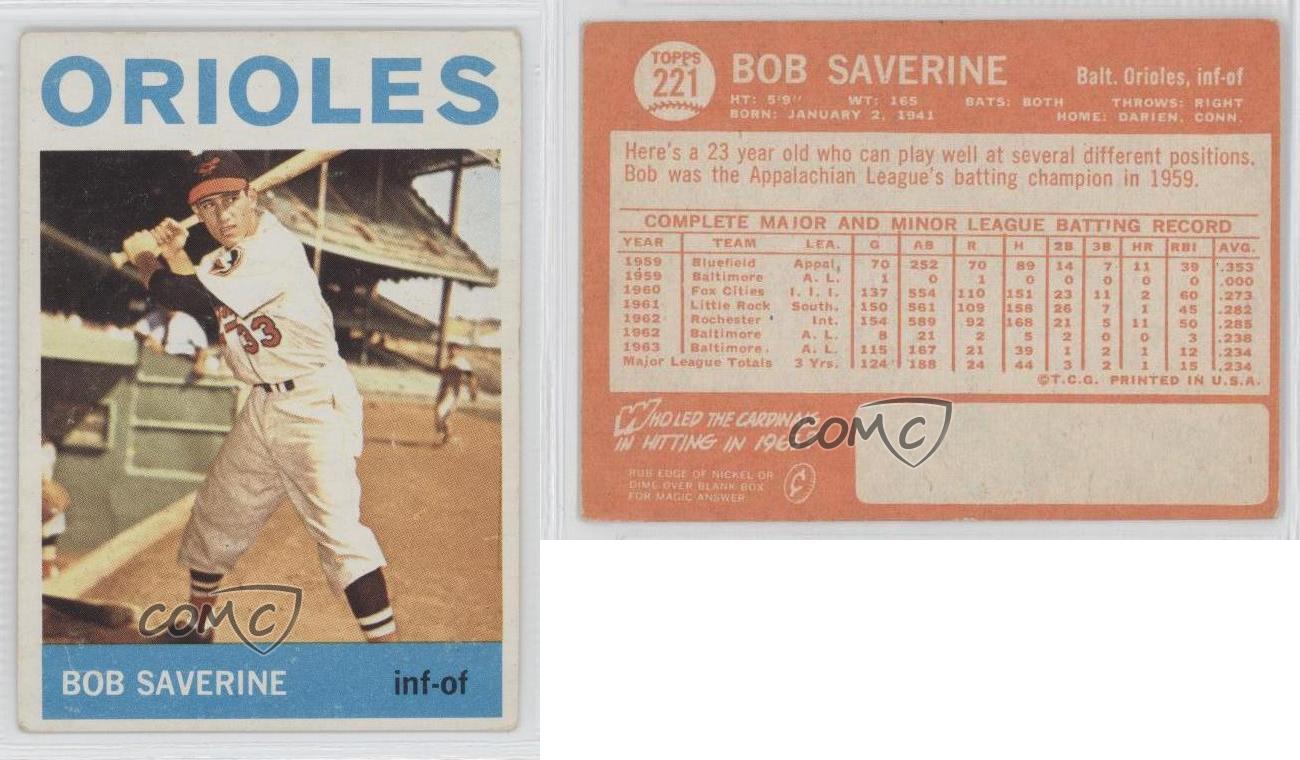 ORIOLES
33
BOB SAVERINE inf-of
COMC
TOPPS
221
BOB SAVERINE Balt. Orioles, inf-of
HT: 5'9" WT: 165 BATS: BOTH THROWS: RIGHT
BORN: JANUARY 2, 1941 HOME: DARIEN, CONN.
Here's a 23 year old who can play well at several different positions.
Bob was the Appalachian League's batting champion in 1959.
COMPLETE MAJOR AND MINOR LEAGUE BATTING RECORD
YEAR TEAM LEA. G AB R H 2B 3B HR RBI AVG.
1959 Bluefield Appal. 70 252 70 89 14 7 11 39 .353
1959 Baltimore A. L. 1 0 1 0 0 0 0 0 .000
1960 Fox Cities I. I. I. 137 554 110 151 23 11 2 60 .273
1961 Little Rock South. 150 561 109 158 26 7 1 45 .282
1962 Rochester Int. 154 589 92 168 21 5 11 50 .285
1962 Baltimore A. L. 8 21 2 5 2 0 0 3 .238
1963 Baltimore. A. L. 115 167 21 39 1 2 1 12 .234
Major League Totals 3 Yrs. 124 188 24 44 3 2 1 15 .234
©T.C.G. PRINTED IN U.S.A.
WHO LED THE CARDINALS
IN HITTING IN
RUB EDGE OF NICKEL OR
DIME OVER BLANK BOX
FOR MAGIC ANSWER
COMC